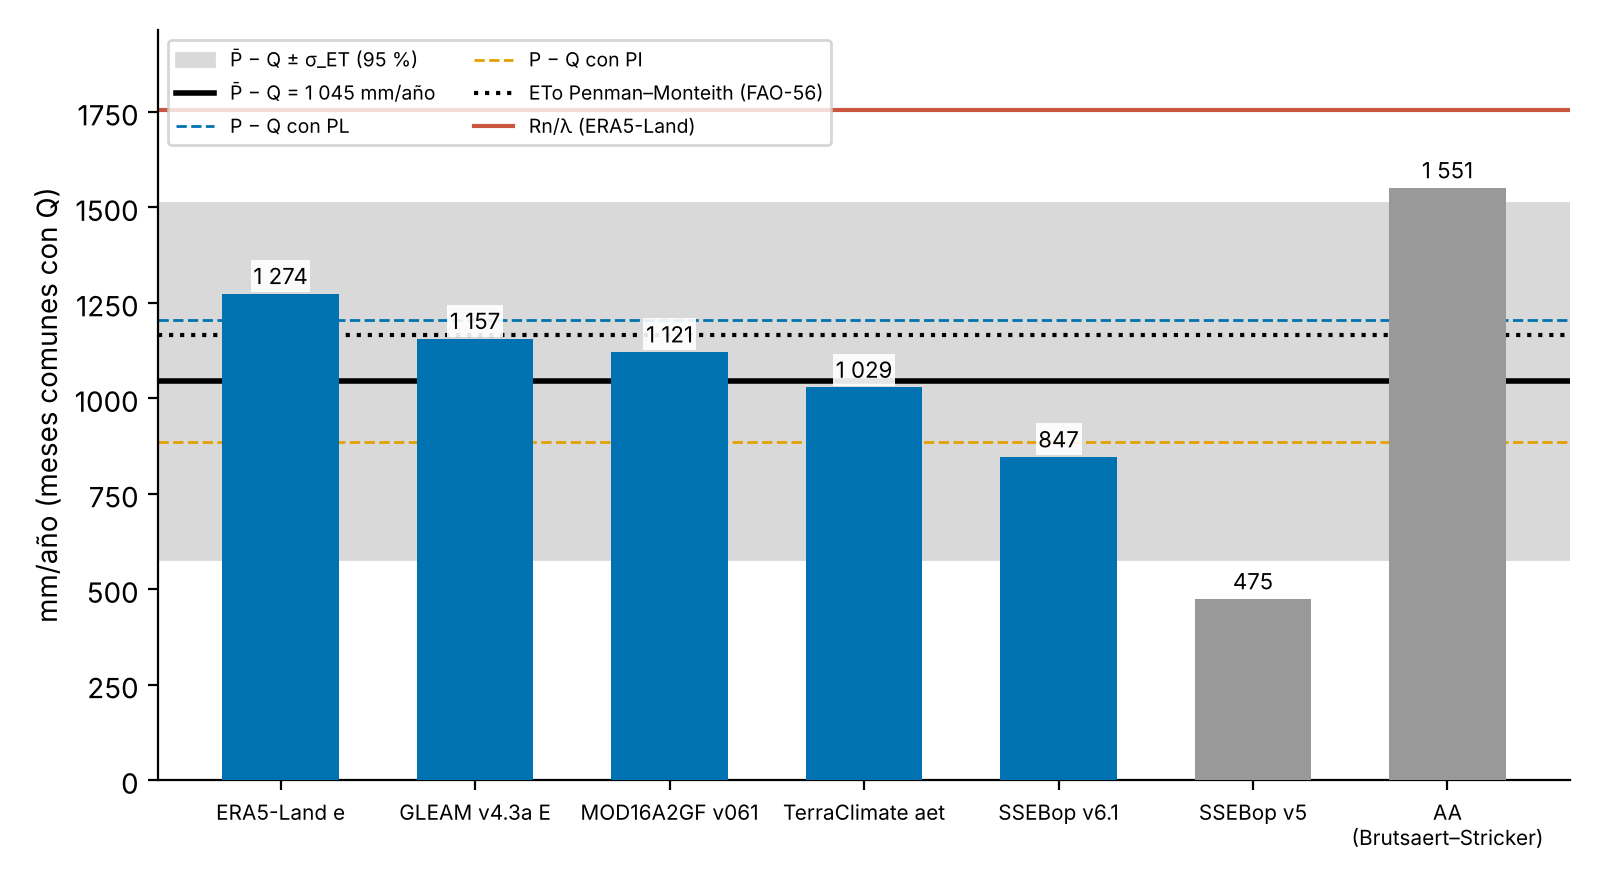 P̄ − Q ± σ_ET (95 %)
P̄ − Q = 1 045 mm/año
P − Q con PL
P − Q con PI
ETo Penman–Monteith (FAO-56)
Rn/λ (ERA5-Land)
mm/año (meses comunes con Q)
1750
1500
1250
1000
750
500
250
0
1 274
1 157
1 121
1 029
847
475
1 551
ERA5-Land e
GLEAM v4.3a E
MOD16A2GF v061
TerraClimate aet
SSEBop v6.1
SSEBop v5
AA
(Brutsaert–Stricker)